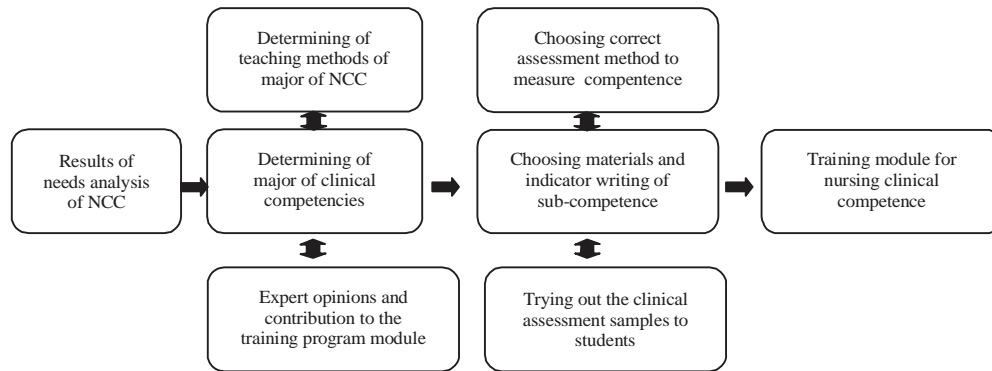 Determining of
teaching methods of
major of NCC
Choosing correct
assessment method to
measure compentence
Results of
needs analysis
of NCC
Determining of
major of clinical
competencies
Choosing materials and
indicator writing of
sub-competence
Training module for
nursing clinical
competence
Expert opinions and
contribution to the
training program module
Trying out the clinical
assessment samples to
students